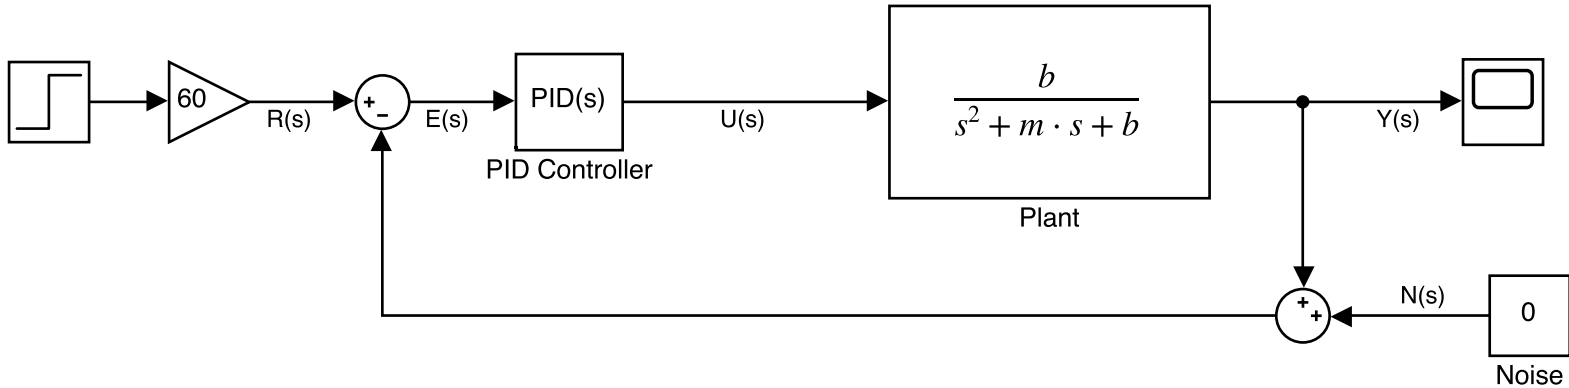 60
R(s)
+
−
E(s)
PID(s)
PID Controller
U(s)
b
s² + m · s + b
Plant
Y(s)
+
+
N(s)
0
Noise